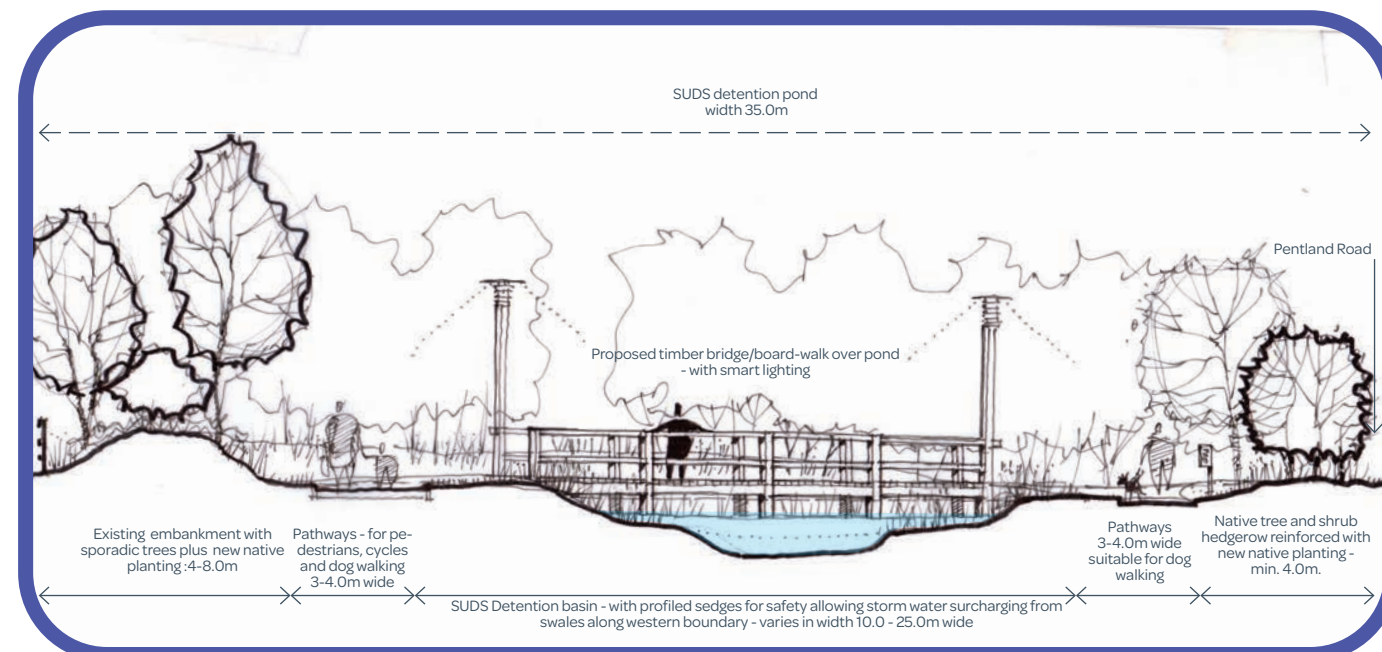 SUDS detention pond
width 35.0m
Pentland Road
Proposed timber bridge/board-walk over pond
- with smart lighting
Existing embankment with
sporadic trees plus new native
planting :4-8.0m
Pathways - for pe-
destrians, cycles
and dog walking
3-4.0m wide
SUDS Detention basin - with profiled sedges for safety allowing storm water surcharging from
swales along western boundary - varies in width 10.0 - 25.0m wide
Pathways
3-4.0m wide
suitable for dog
walking
Native tree and shrub
hedgerow reinforced with
new native planting -
min. 4.0m.